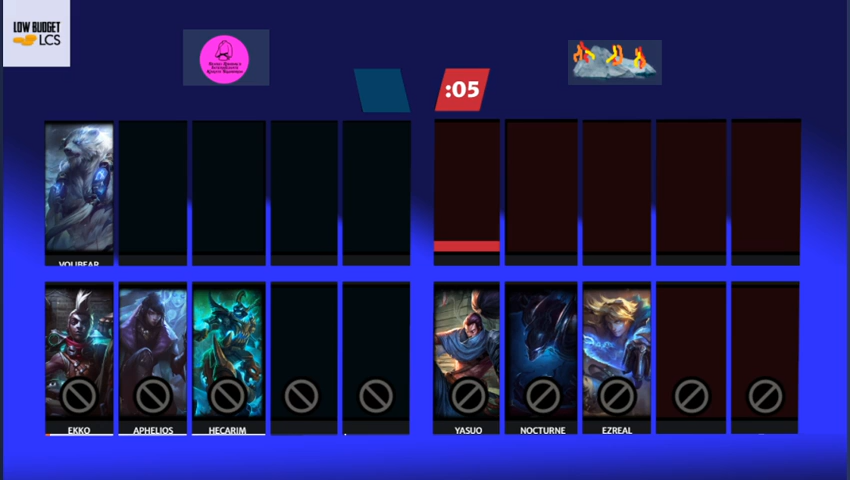 LOW BUDGET
LCS
:05
VOLIBEAR
EKKO
APHELIOS
HECARIM
YASUO
NOCTURNE
EZREAL